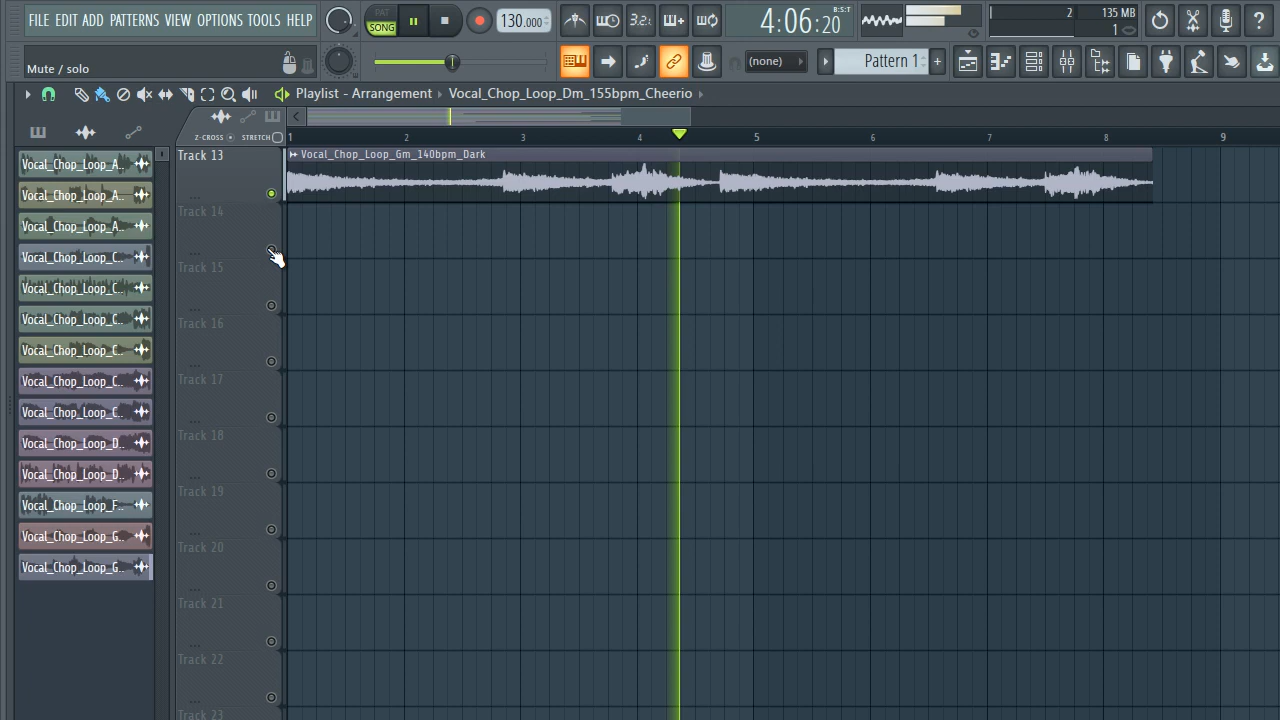 FILE EDIT ADD PATTERNS VIEW OPTIONS TOOLS HELP
PAT
SONG
130.000
3.2.
4:06:20
B:S:T
2
135 MB
1
Mute / solo
(none)
Pattern 1
+
Playlist - Arrangement
Vocal_Chop_Loop_Dm_155bpm_Cheerio
Z-CROSS
STRETCH
1 2 3 4 5 6 7 8 9
Vocal_Chop_Loop_A..
Vocal_Chop_Loop_A..
Vocal_Chop_Loop_A..
Vocal_Chop_Loop_C..
Vocal_Chop_Loop_C..
Vocal_Chop_Loop_C..
Vocal_Chop_Loop_C..
Vocal_Chop_Loop_C..
Vocal_Chop_Loop_C..
Vocal_Chop_Loop_D..
Vocal_Chop_Loop_D..
Vocal_Chop_Loop_F..
Vocal_Chop_Loop_G..
Vocal_Chop_Loop_G..
Track 13
Vocal_Chop_Loop_Gm_140bpm_Dark
Track 14
Track 15
Track 16
Track 17
Track 18
Track 19
Track 20
Track 21
Track 22
Track 23